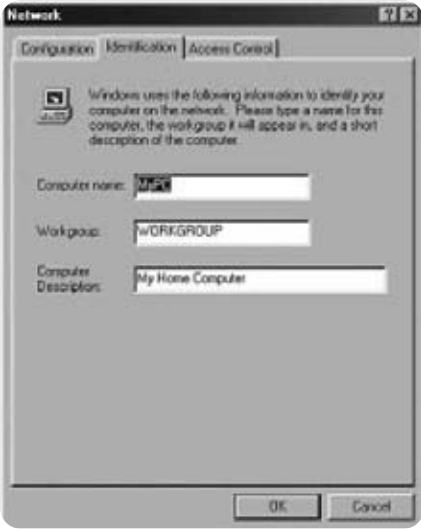 Network
Configuration Identification Access Control
Windows uses the following information to identify your
computer on the network. Please type a name for this
computer, the workgroup it will appear in, and a short
description of the computer.
Computer name: MyPC
Workgroup: WORKGROUP
Computer
Description: My Home Computer
OK Cancel